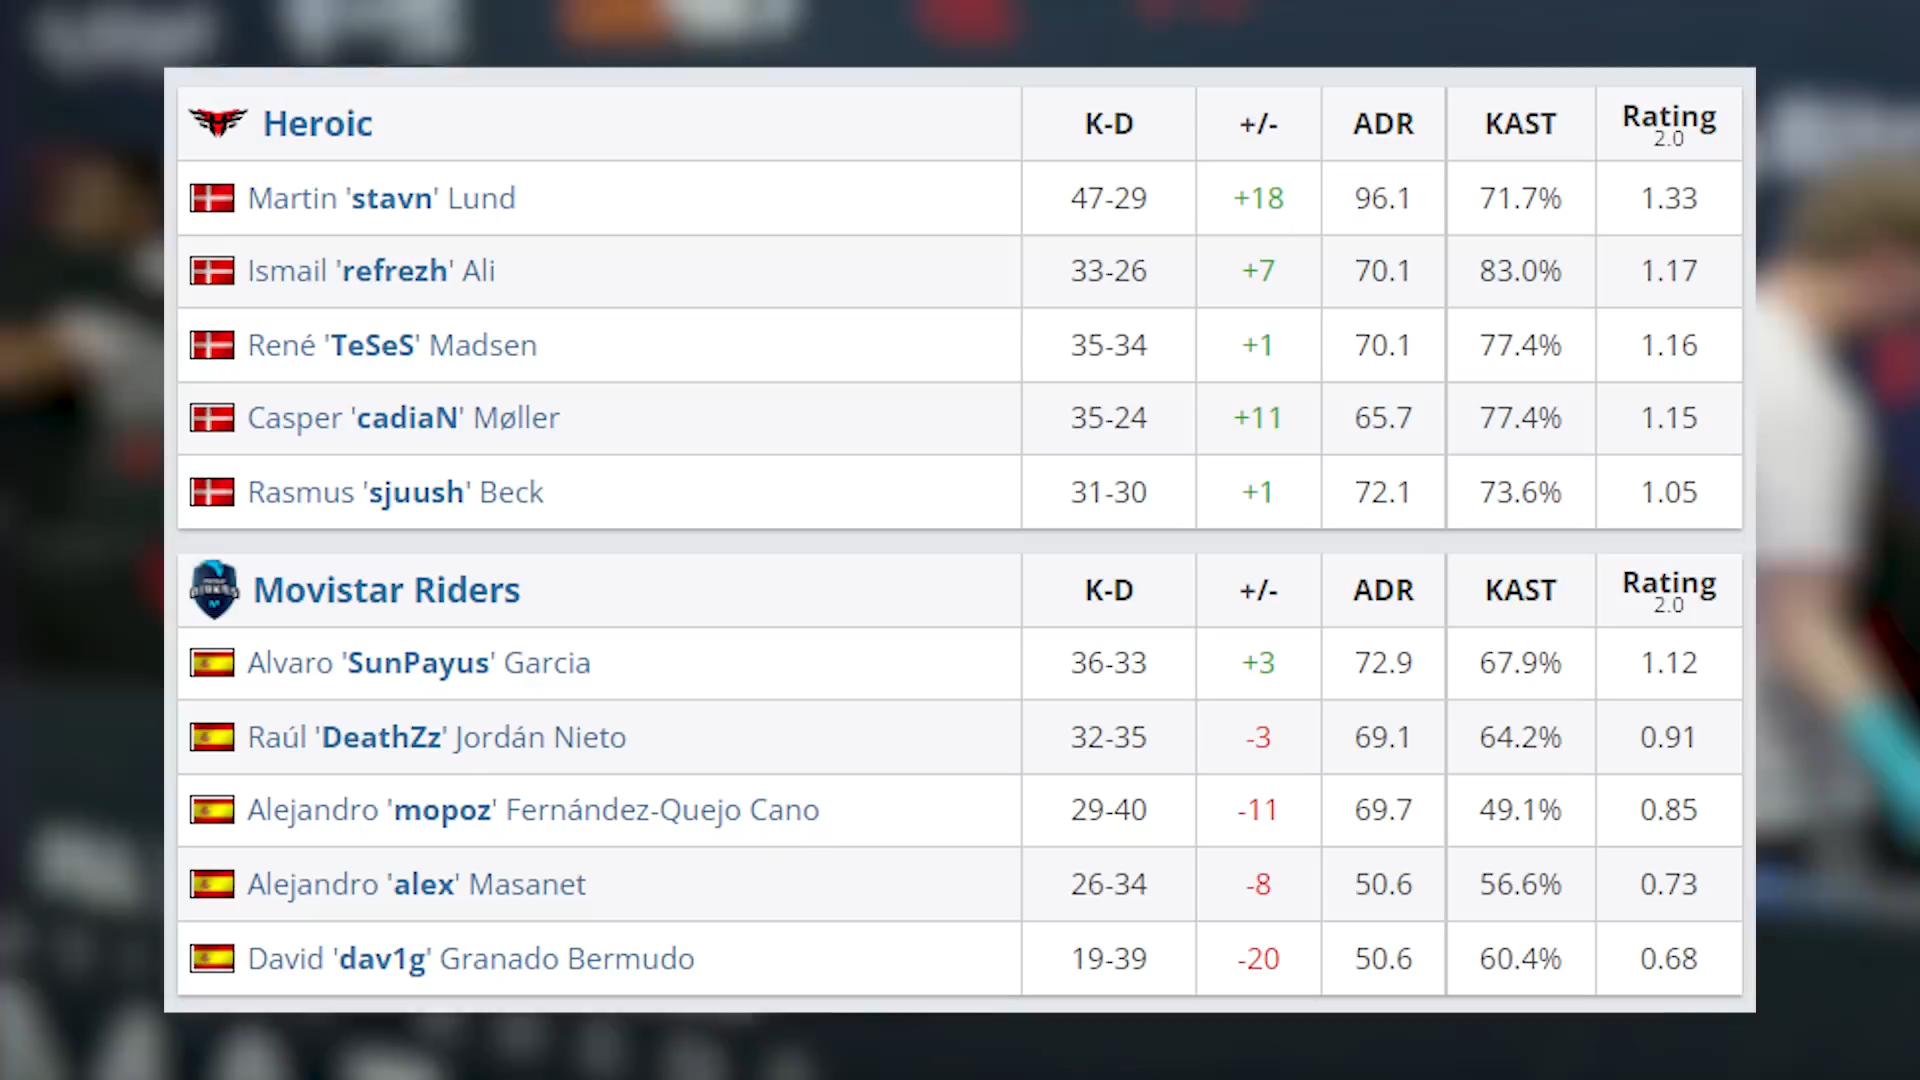 Heroic K-D +/- ADR KAST Rating 2.0
Martin 'stavn' Lund 47-29 +18 96.1 71.7% 1.33
Ismail 'refrezh' Ali 33-26 +7 70.1 83.0% 1.17
René 'TeSeS' Madsen 35-34 +1 70.1 77.4% 1.16
Casper 'cadiaN' Møller 35-24 +11 65.7 77.4% 1.15
Rasmus 'sjuush' Beck 31-30 +1 72.1 73.6% 1.05
Movistar Riders K-D +/- ADR KAST Rating 2.0
Alvaro 'SunPayus' Garcia 36-33 +3 72.9 67.9% 1.12
Raúl 'DeathZz' Jordán Nieto 32-35 -3 69.1 64.2% 0.91
Alejandro 'mopoz' Fernández-Quejo Cano 29-40 -11 69.7 49.1% 0.85
Alejandro 'alex' Masanet 26-34 -8 50.6 56.6% 0.73
David 'dav1g' Granado Bermudo 19-39 -20 50.6 60.4% 0.68